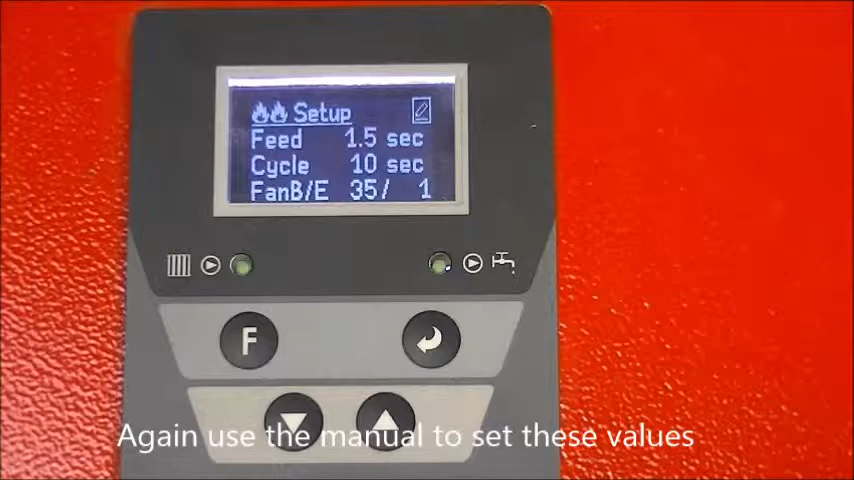 Setup
Feed 1.5 sec
Cycle 10 sec
FanB/E 35/ 1
F
Again use the manual to set these values